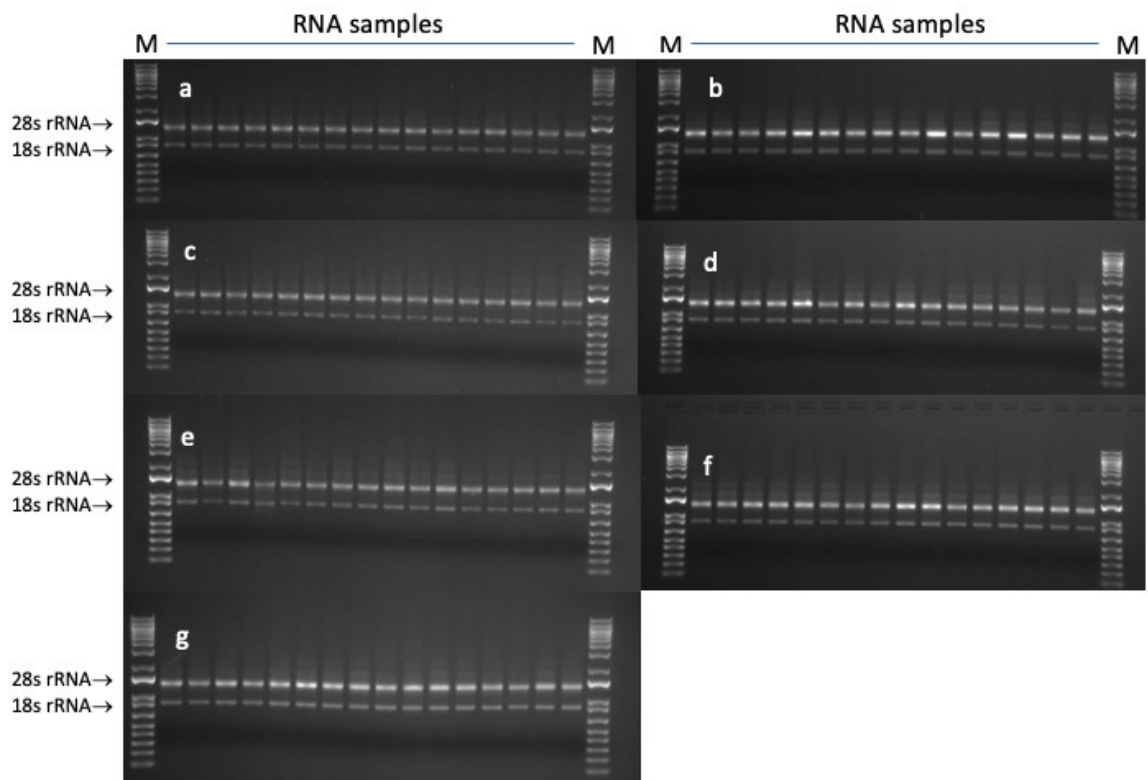 RNA samples RNA samples
M M M M
a b
28s rRNA→
18s rRNA→
c d
28s rRNA→
18s rRNA→
e f
28s rRNA→
18s rRNA→
g
28s rRNA→
18s rRNA→